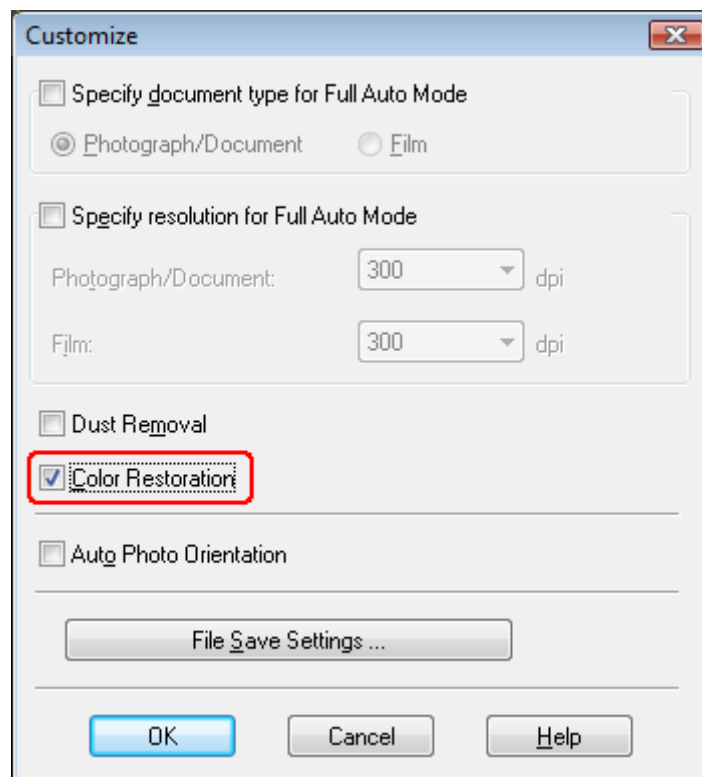 Customize
Specify document type for Full Auto Mode
Photograph/Document Film
Specify resolution for Full Auto Mode
Photograph/Document: 300 dpi
Film: 300 dpi
Dust Removal
Color Restoration
Auto Photo Orientation
File Save Settings ...
OK Cancel Help